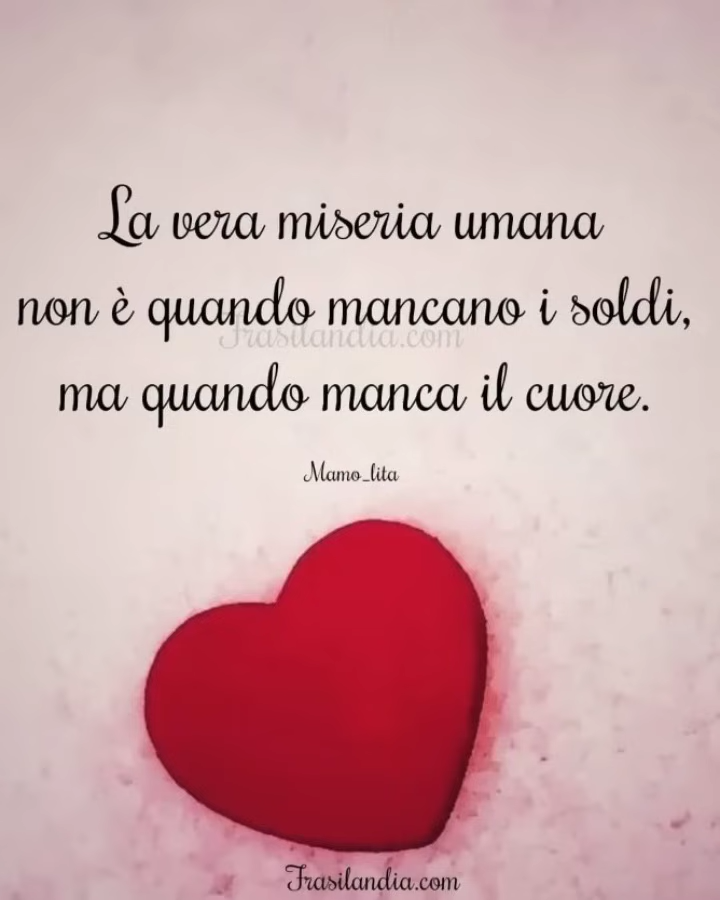 La vera miseria umana
non è quando mancano i soldi,
Frasilandia.com
ma quando manca il cuore.
Mamo_lita
Frasilandia.com